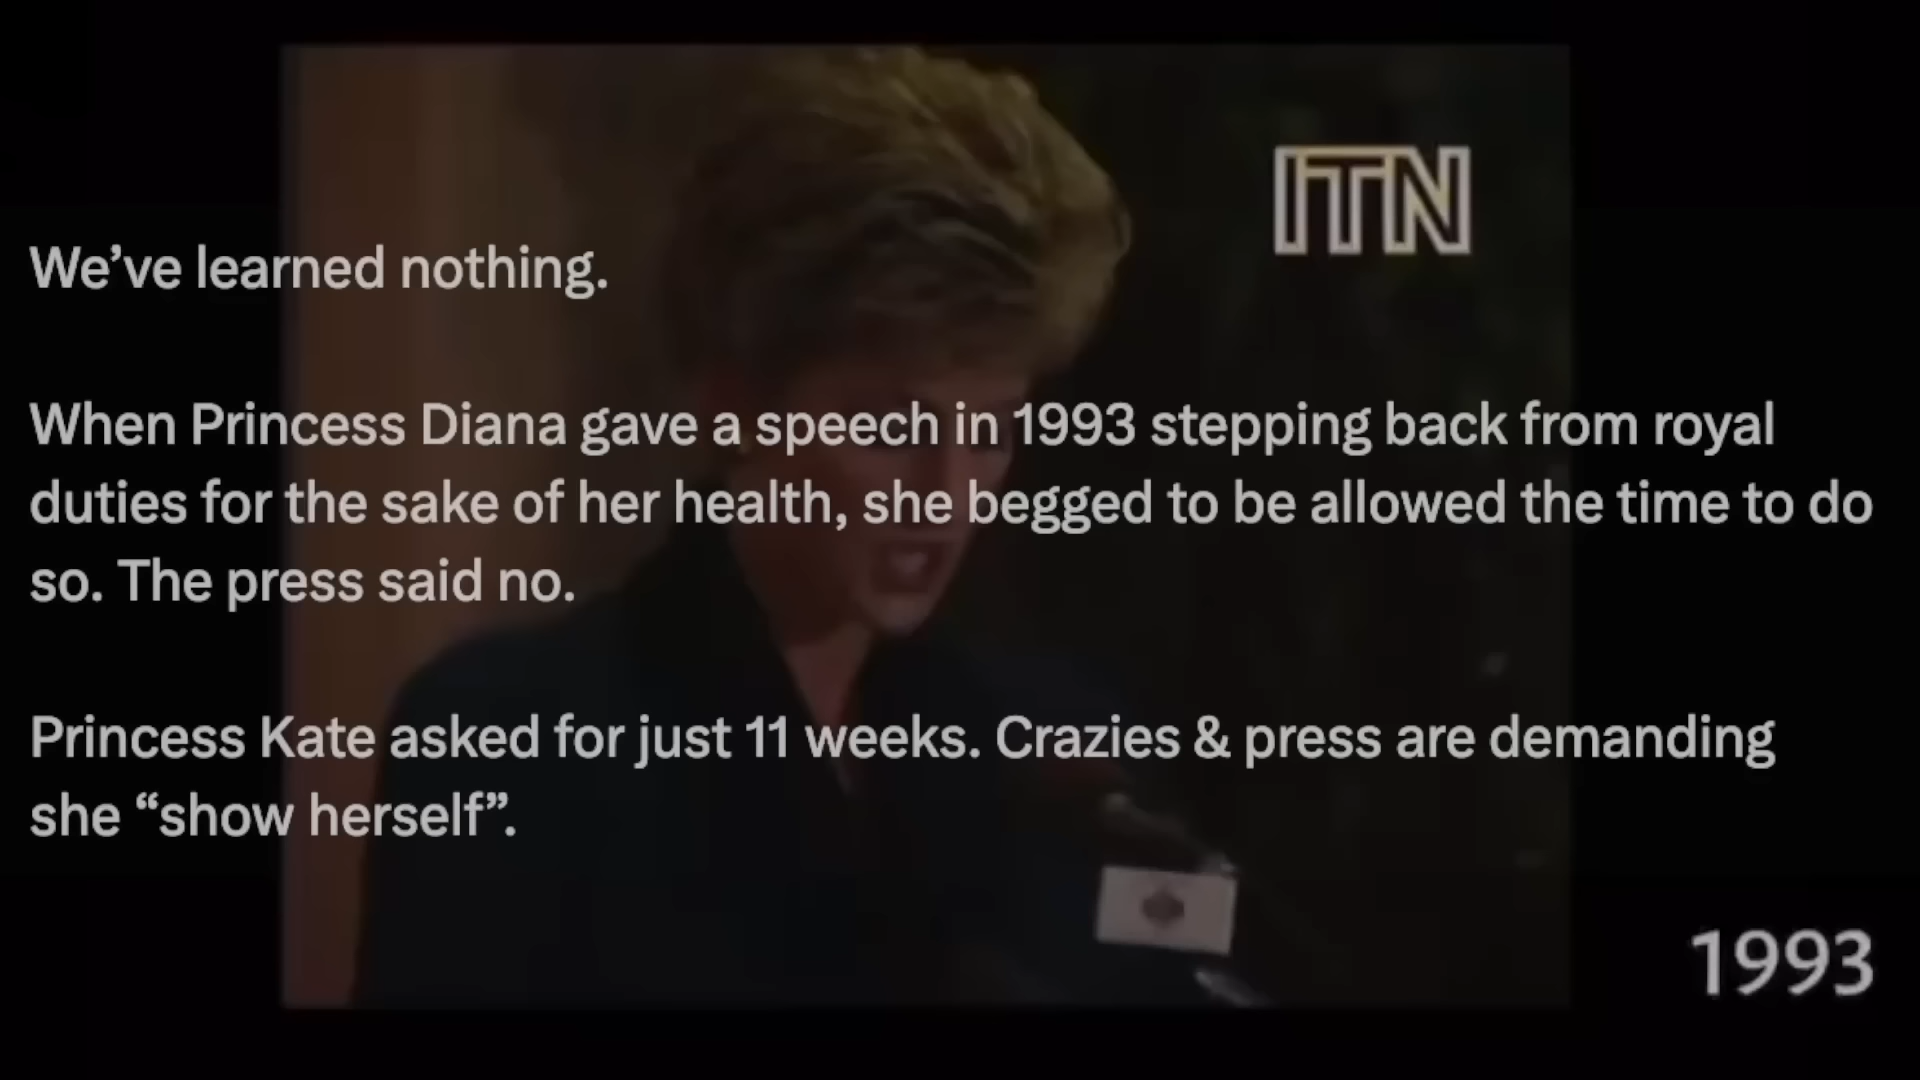 ITN
We’ve learned nothing.
When Princess Diana gave a speech in 1993 stepping back from royal
duties for the sake of her health, she begged to be allowed the time to do
so. The press said no.
Princess Kate asked for just 11 weeks. Crazies & press are demanding
she “show herself”.
1993